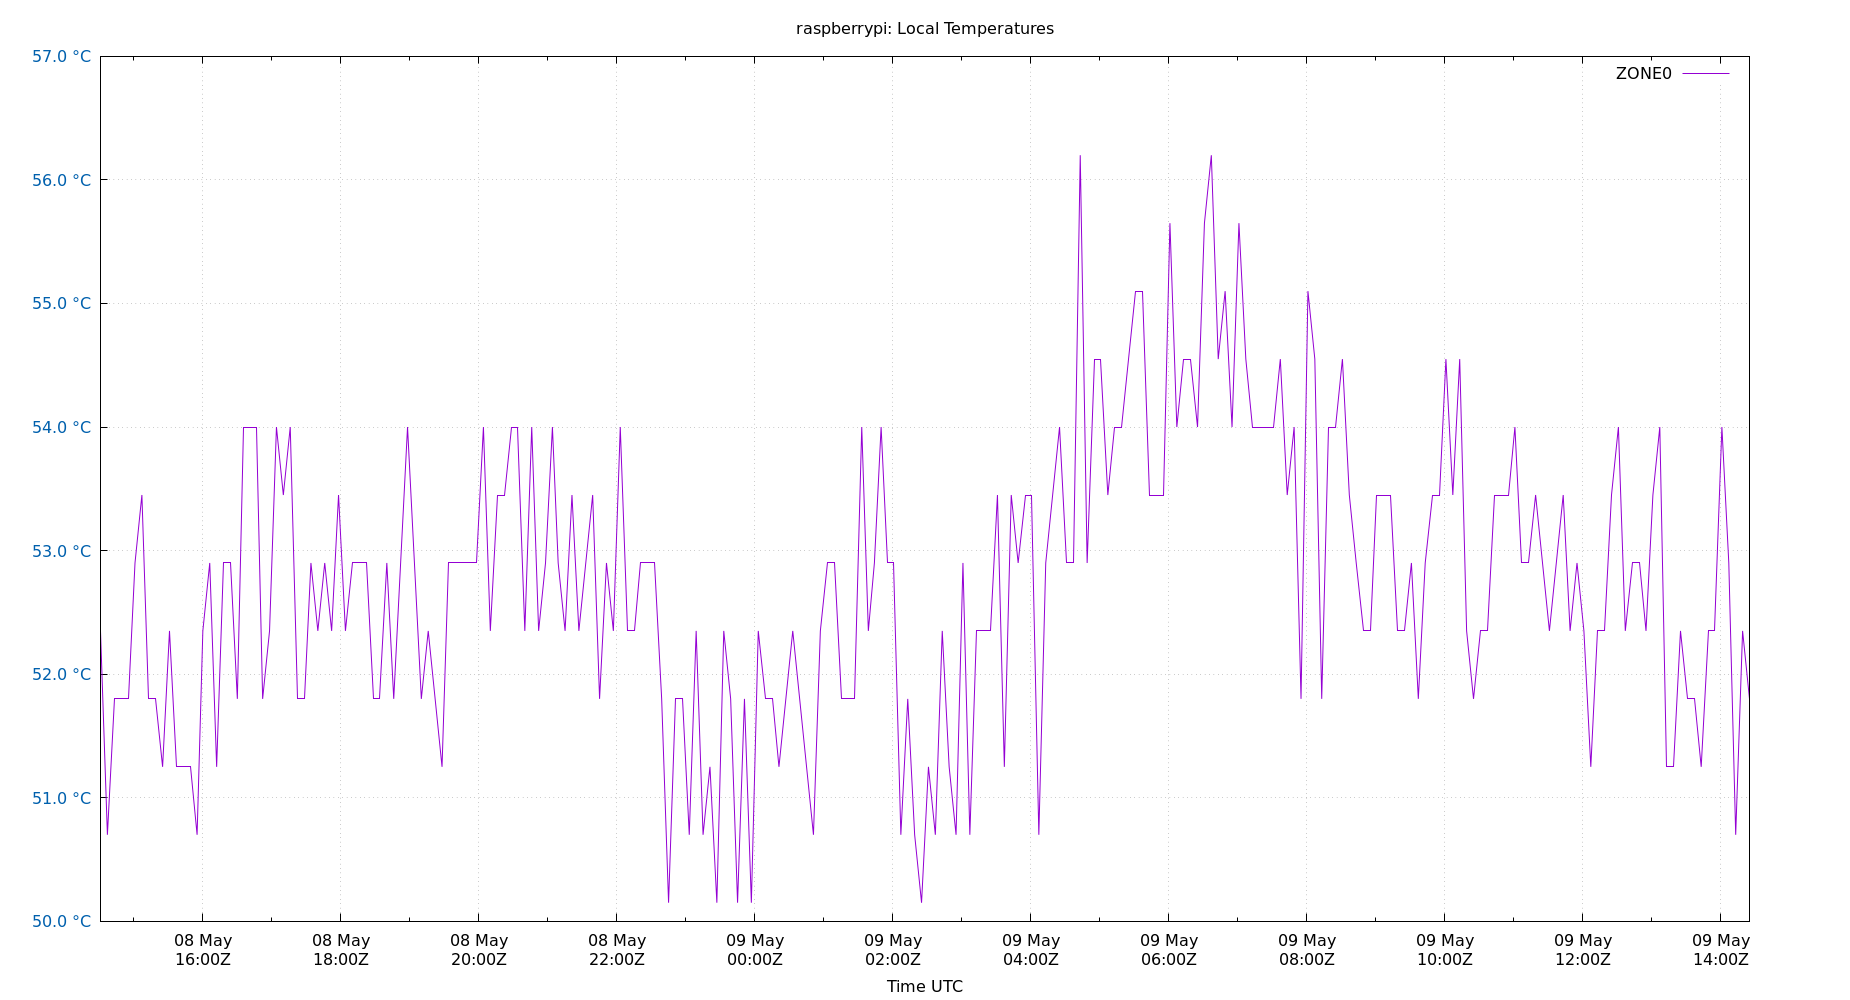 raspberrypi: Local Temperatures
57.0 °C
ZONE0
56.0 °C
55.0 °C
54.0 °C
53.0 °C
52.0 °C
51.0 °C
50.0 °C
08 May 08 May 08 May 08 May 09 May 09 May 09 May 09 May 09 May 09 May 09 May 09 May
16:00Z 18:00Z 20:00Z 22:00Z 00:00Z 02:00Z 04:00Z 06:00Z 08:00Z 10:00Z 12:00Z 14:00Z
Time UTC